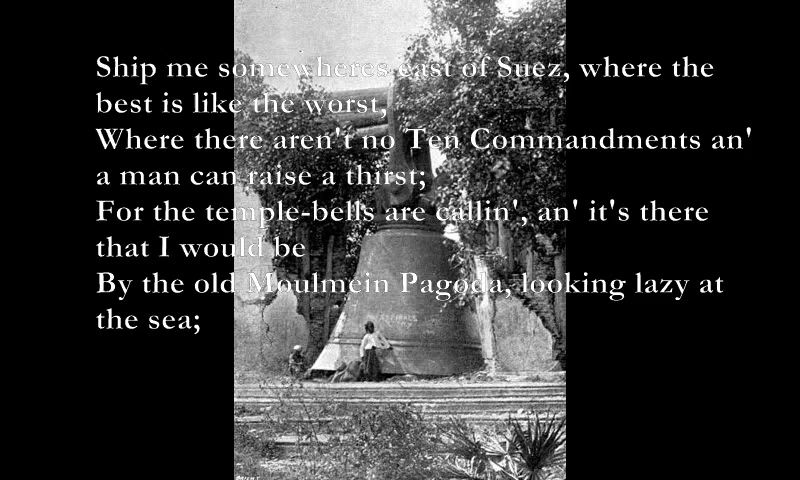 Ship me somewheres east of Suez, where the
best is like the worst,
Where there aren't no Ten Commandments an'
a man can raise a thirst;
For the temple-bells are callin', an' it's there
that I would be
By the old Moulmein Pagoda, looking lazy at
the sea;